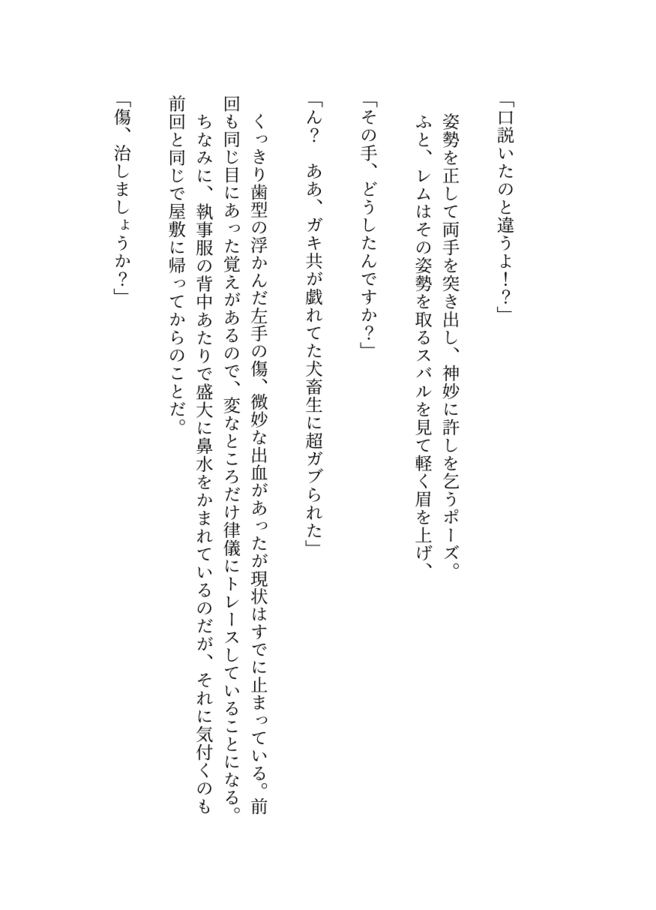 「口説いたのと違うよ！？」
　姿勢を正して両手を突き出し、神妙に許しを乞うポーズ。
　ふと、レムはその姿勢を取るスバルを見て軽く眉を上げ、
「その手、どうしたんですか？」
「ん？　ああ、ガキ共が戯れてた犬畜生に超ガブられた」
　くっきり歯型の浮かんだ左手の傷、微妙な出血があったが現状はすでに止まっている。前
回も同じ目にあった覚えがあるので、変なところだけ律儀にトレースしていることになる。
　ちなみに、執事服の背中あたりで盛大に鼻水をかまれているのだが、それに気付くのも
前回と同じで屋敷に帰ってからのことだ。
「傷、治しましょうか？」